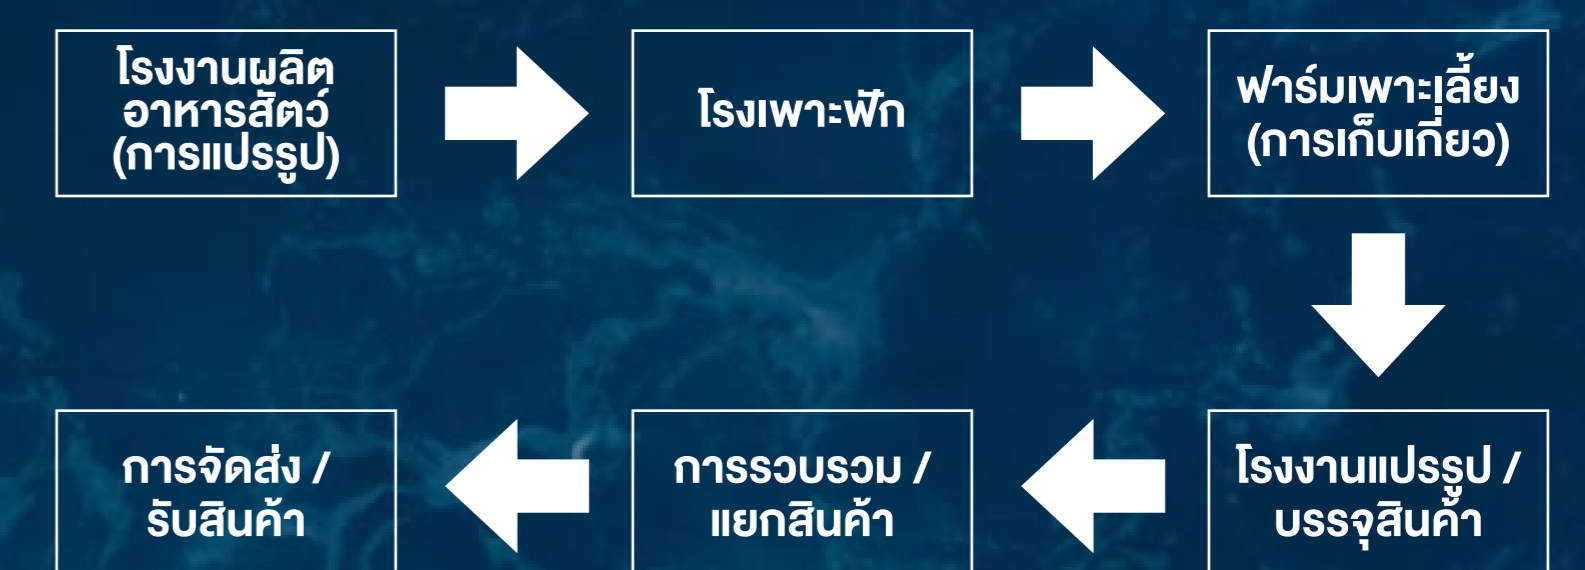 โรงงานผลิต
อาหารสัตว์
(การแปรรูป)
โรงเพาะฟัก
ฟาร์มเพาะเลี้ยง
(การเก็บเกี่ยว)
โรงงานแปรรูป /
บรรจุสินค้า
การรวบรวม /
แยกสินค้า
การจัดส่ง /
รับสินค้า